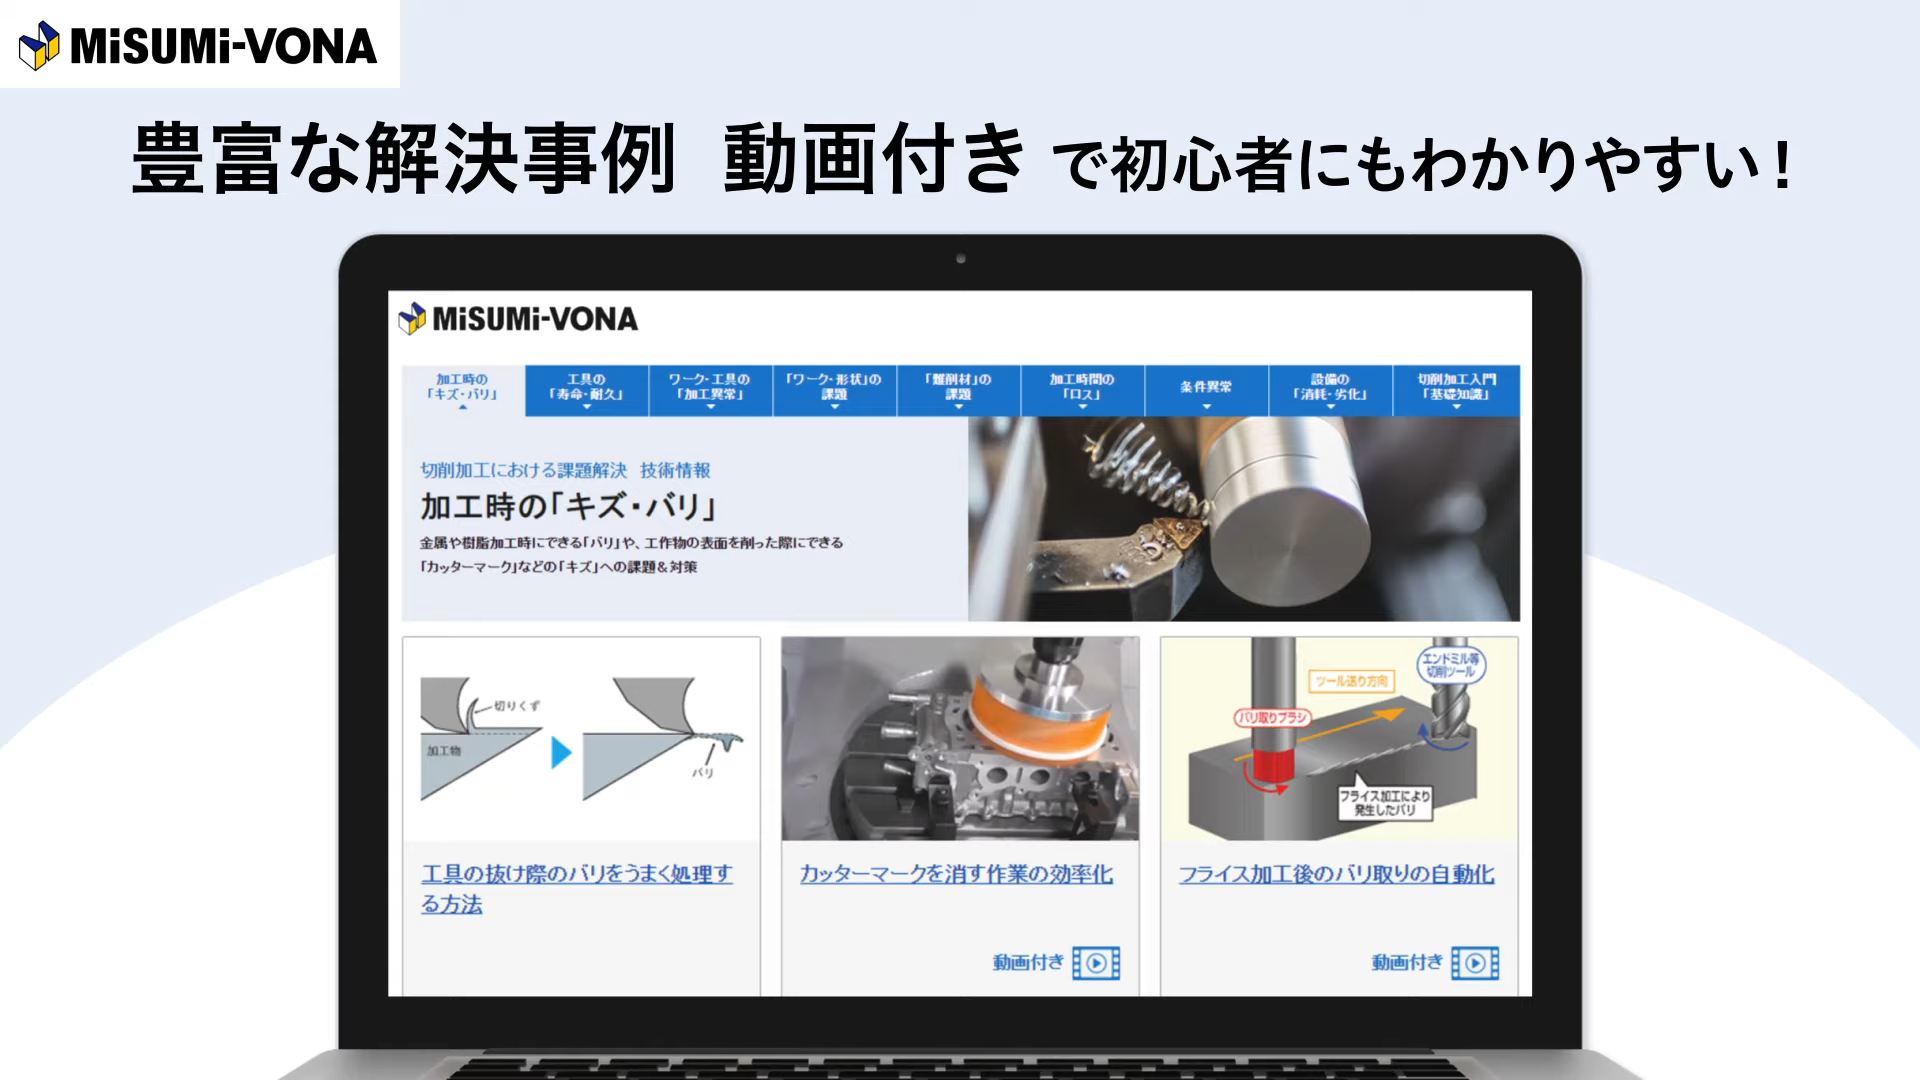 MiSUMi-VONA
豊富な解決事例 動画付きで初心者にもわかりやすい！
MiSUMi-VONA
加工時の
「キズ・バリ」
工具の
「寿命・耐久」
ワーク・工具の
「加工異常」
「ワーク・形状」の
課題
「難削材」の
課題
加工時間の
「ロス」
条件異常
設備の
「消耗・劣化」
切削加工入門
「基礎知識」
切削加工における課題解決 技術情報
加工時の「キズ・バリ」
金属や樹脂加工時にできる「バリ」や、工作物の表面を削った際にできる
「カッターマーク」などの「キズ」への課題＆対策
切りくず
加工物
バリ
エンドミル等
切削ツール
ツール送り方向
バリ取りブラシ
フライス加工により
発生したバリ
工具の抜け際のバリをうまく処理す
る方法
カッターマークを消す作業の効率化
フライス加工後のバリ取りの自動化
動画付き
動画付き